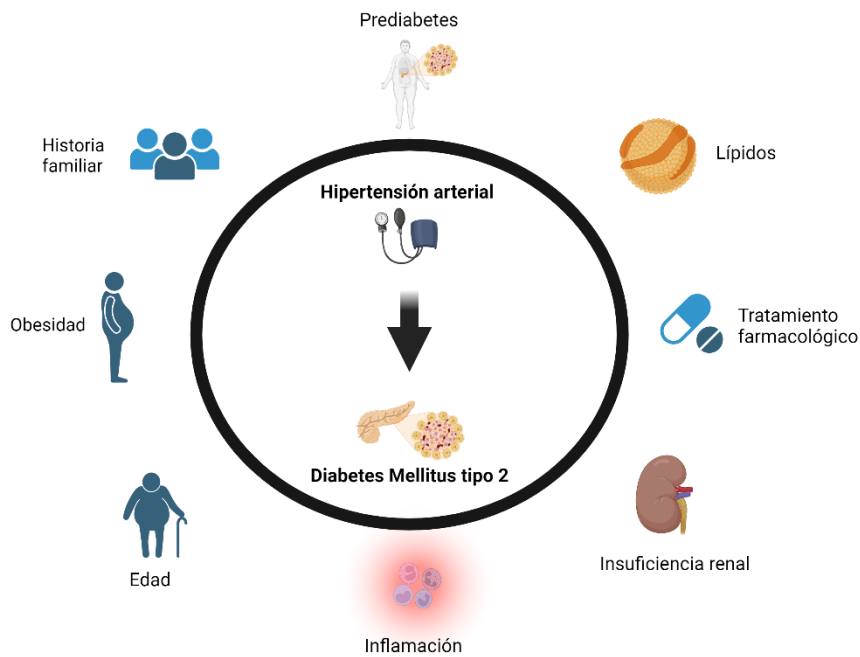 Prediabetes
Historia
familiar
Lípidos
Hipertensión arterial
Obesidad
Tratamiento
farmacológico
Diabetes Mellitus tipo 2
Edad
Insuficiencia renal
Inflamación